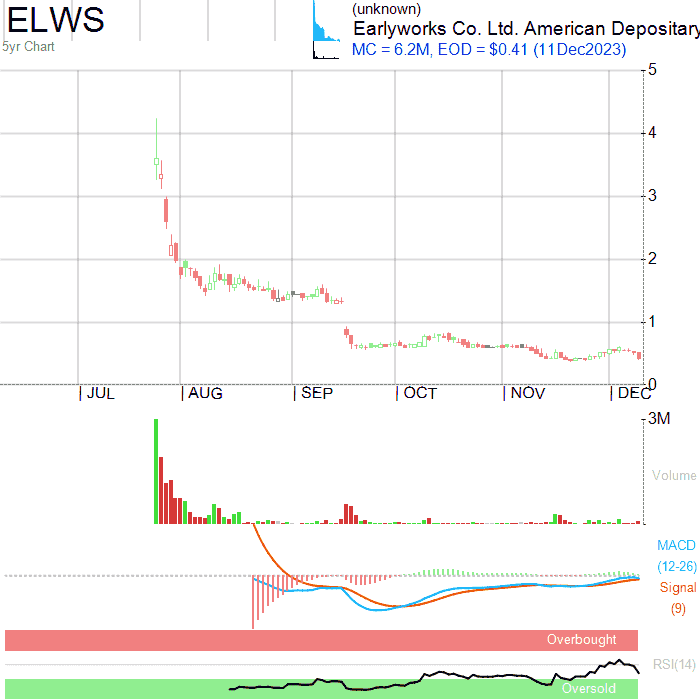 ELWS
5yr Chart
(unknown)
Earlyworks Co. Ltd. American Depositary
MC = 6.2M, EOD = $0.41 (11Dec2023)
5
4
3
2
1
0
JUL
AUG
SEP
OCT
NOV
DEC
3M
Volume
MACD
(12-26)
Signal
(9)
Overbought
RSI(14)
Oversold